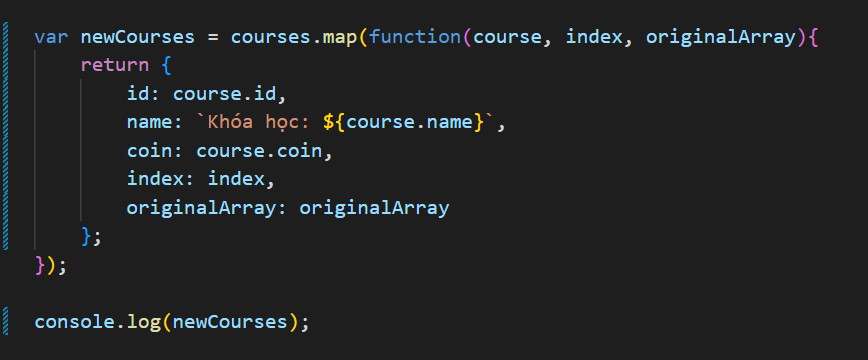 var newCourses = courses.map(function(course, index, originalArray){
    return {
        id: course.id,
        name: `Khóa học: ${course.name}`,
        coin: course.coin,
        index: index,
        originalArray: originalArray
    };
});
console.log(newCourses);